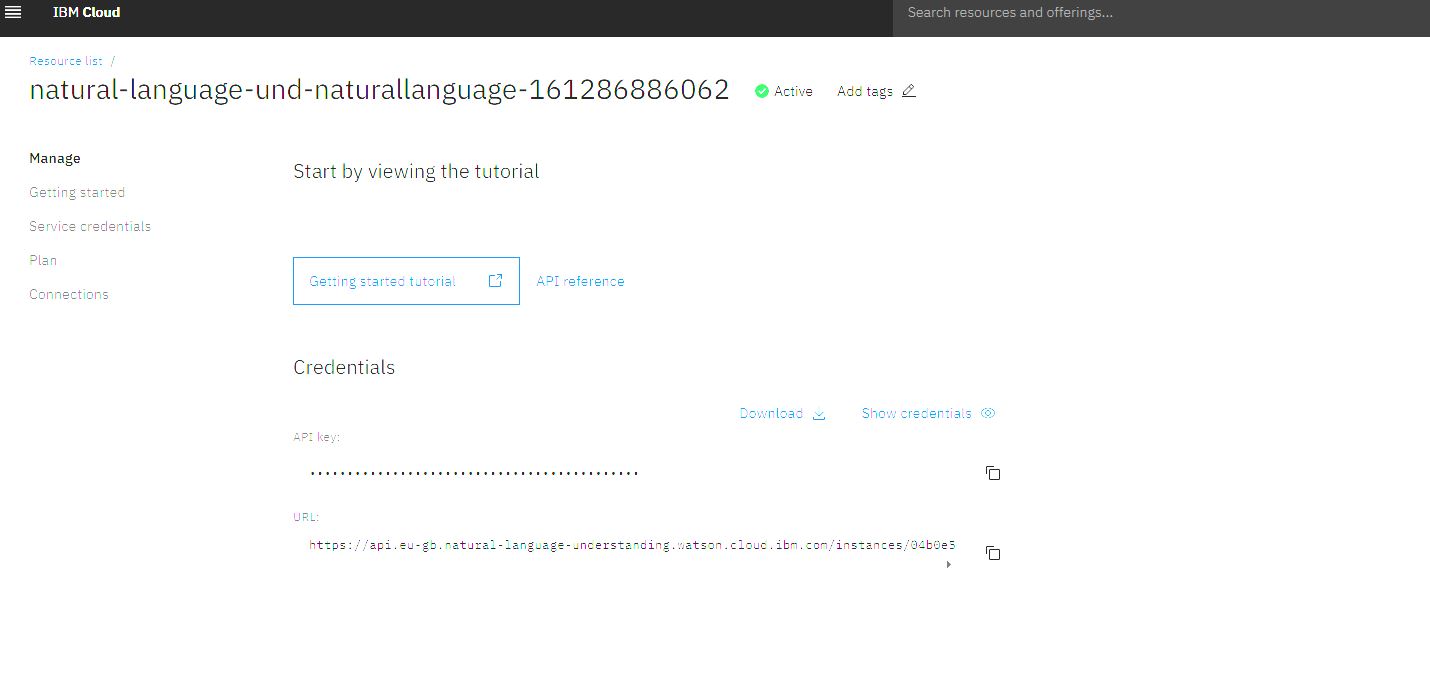 IBM Cloud
Search resources and offerings...
Resource list /
natural-language-und-naturallanguage-161286886062
Active
Add tags
Manage
Getting started
Service credentials
Plan
Connections
Start by viewing the tutorial
Getting started tutorial
API reference
Credentials
Download
Show credentials
API key:
............................................
URL:
https://api.eu-gb.natural-language-understanding.watson.cloud.ibm.com/instances/04b0e5